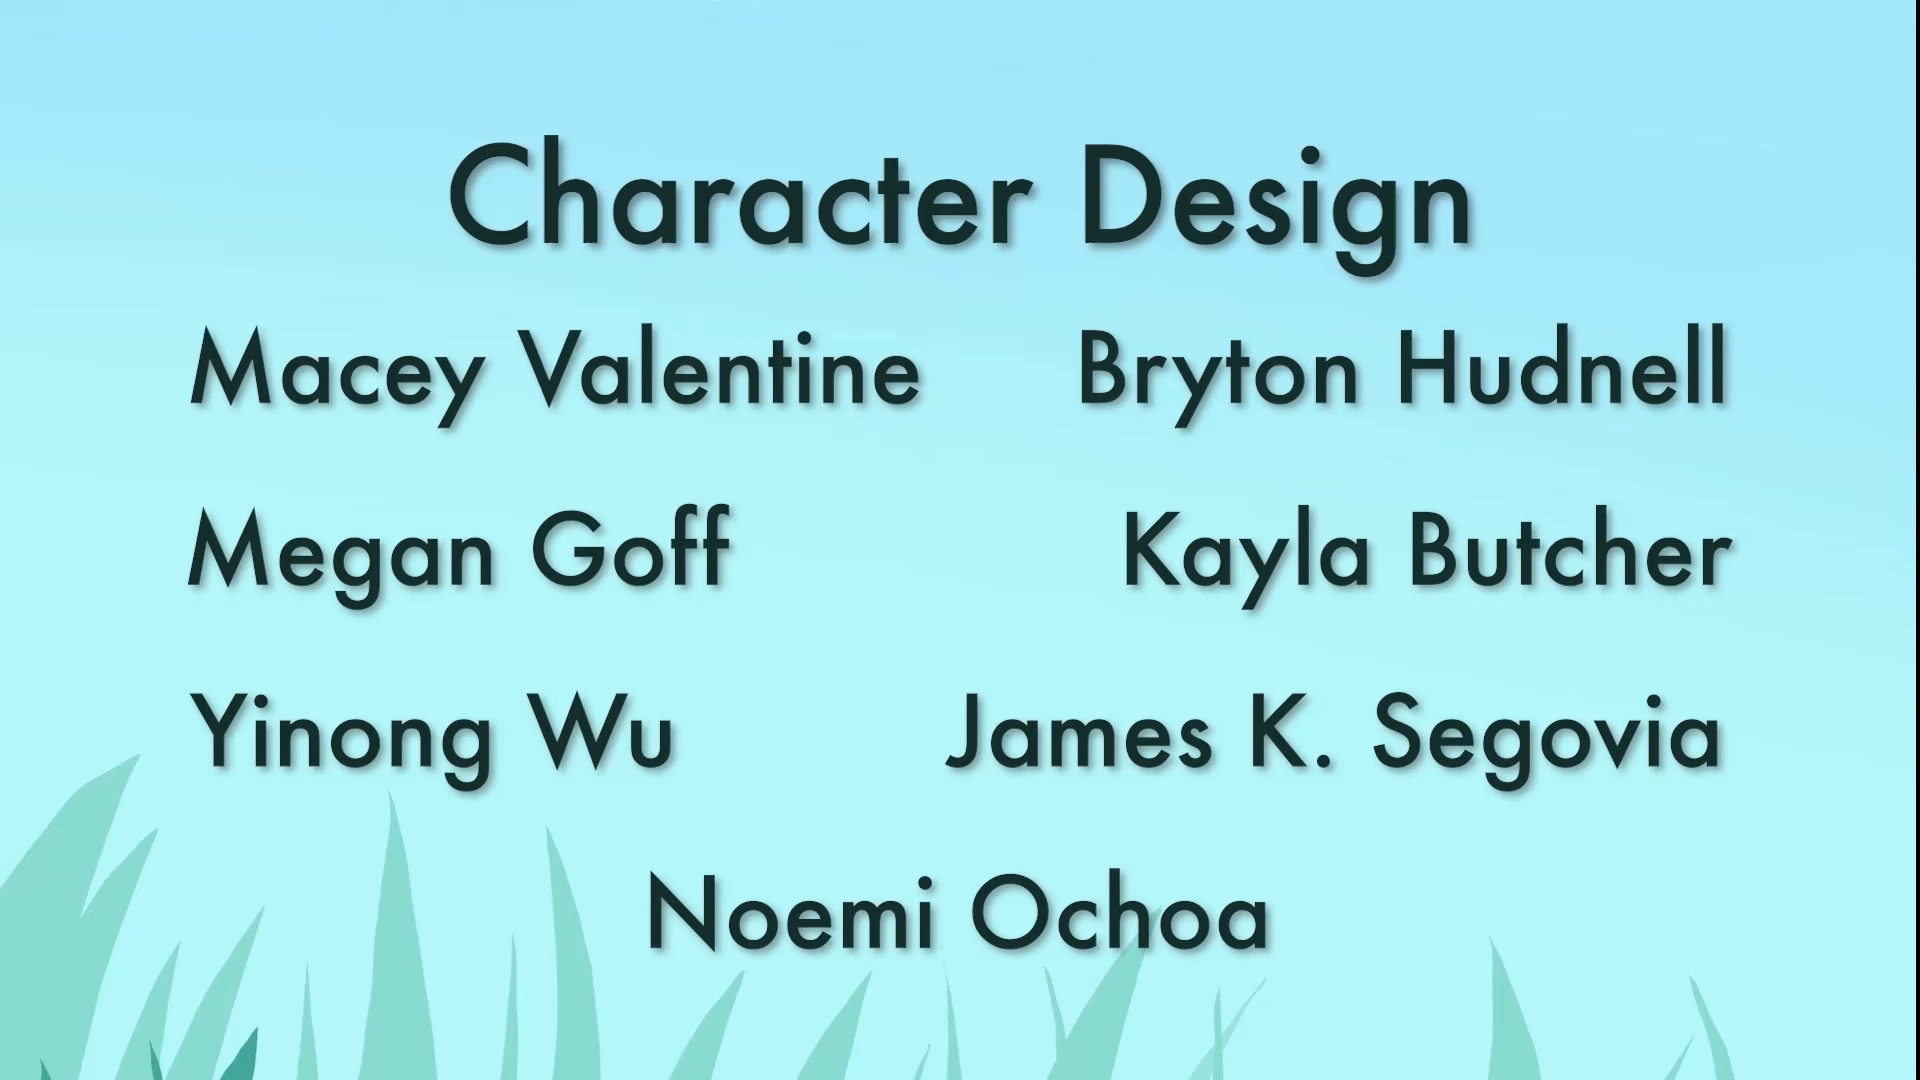 Character Design
Macey Valentine Bryton Hudnell
Megan Goff Kayla Butcher
Yinong Wu James K. Segovia
Noemi Ochoa